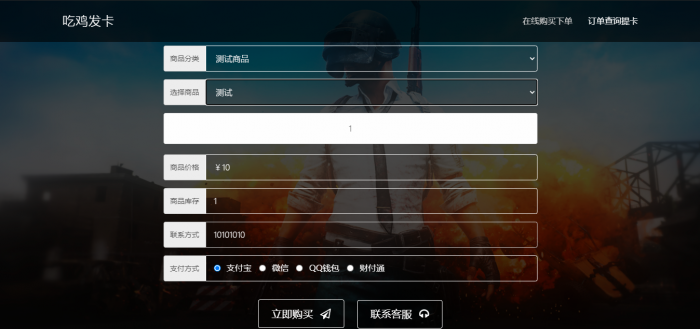 吃鸡发卡
在线购买下单 订单查询提卡
商品分类 测试商品
选择商品 测试
1
商品价格 ¥10
商品库存 1
联系方式 10101010
支付方式 支付宝 微信 QQ钱包 财付通
立即购买 联系客服